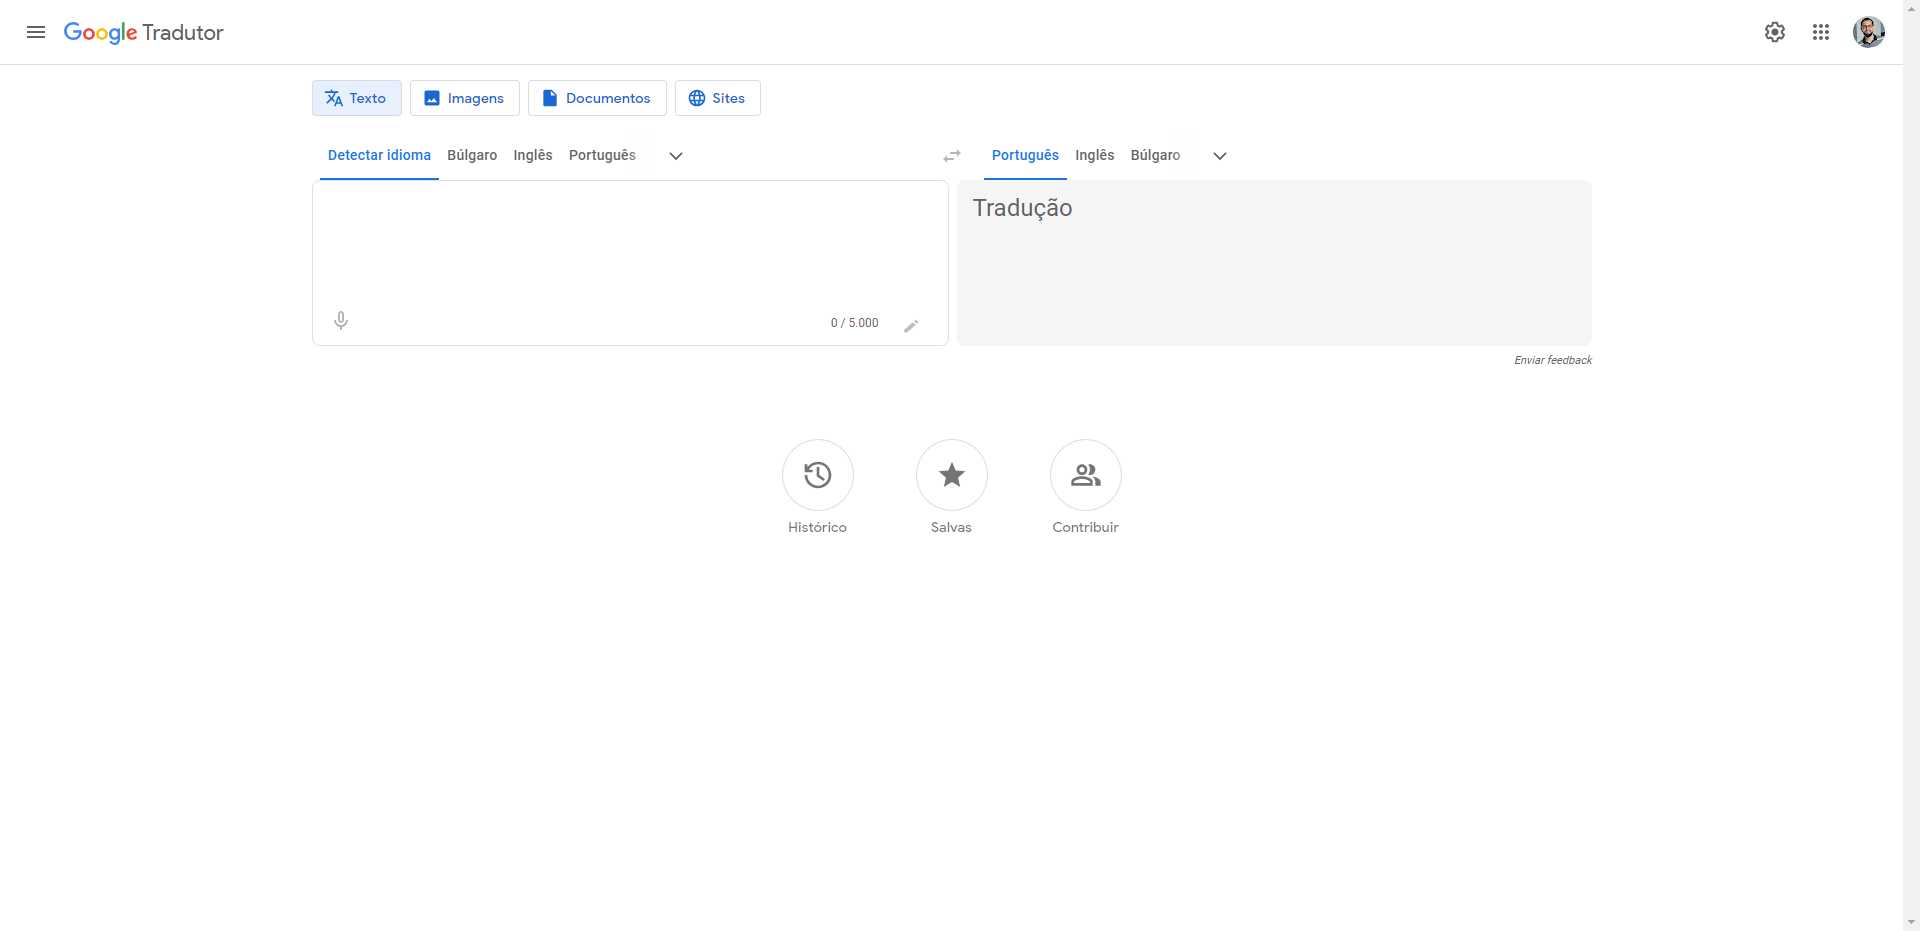 Google Tradutor
Texto
Imagens
Documentos
Sites
Detectar idioma
Búlgaro
Inglês
Português
Português
Inglês
Búlgaro
Tradução
0 / 5.000
Enviar feedback
Histórico
Salvas
Contribuir